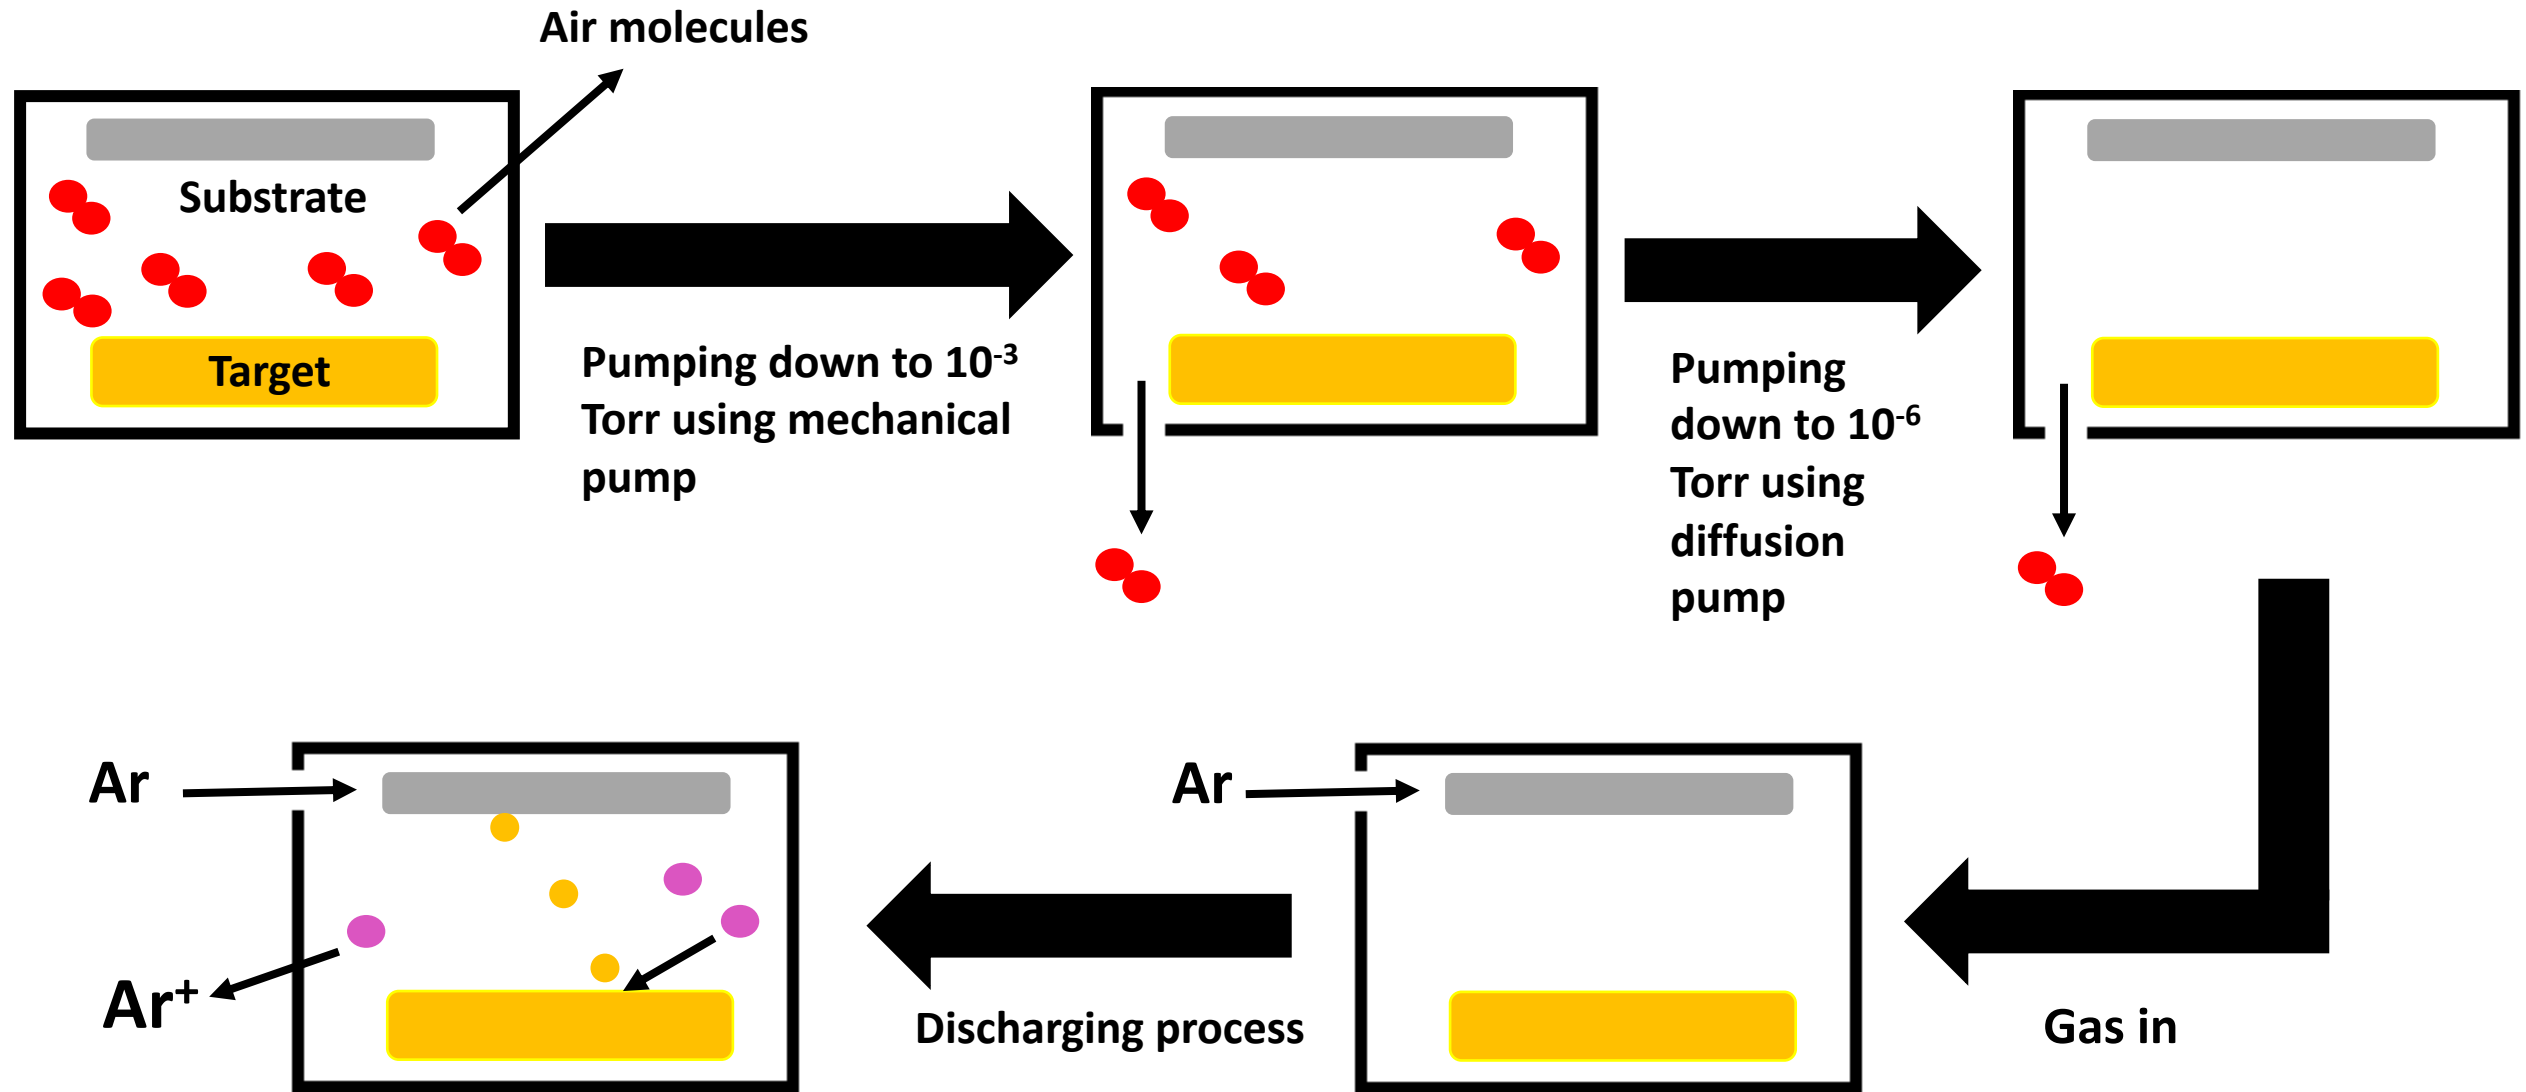 Air molecules
Substrate
Target
Pumping down to 10⁻³
Torr using mechanical
pump
Pumping
down to 10⁻⁶
Torr using
diffusion
pump
Ar
Ar⁺
Discharging process
Ar
Gas in